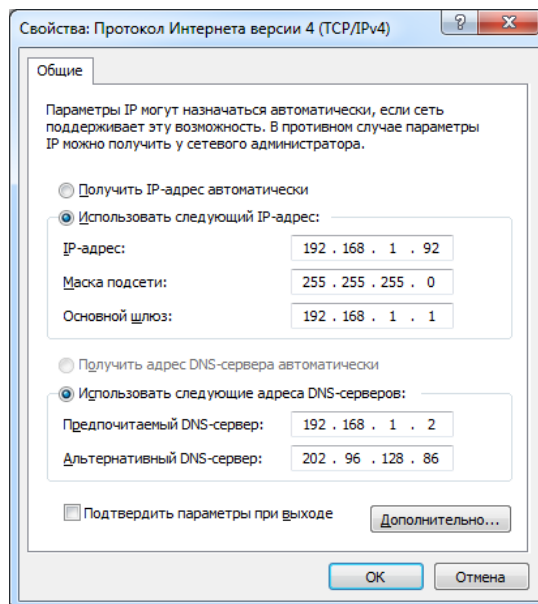 Свойства: Протокол Интернета версии 4 (TCP/IPv4)
Общие
Параметры IP могут назначаться автоматически, если сеть
поддерживает эту возможность. В противном случае параметры
IP можно получить у сетевого администратора.
Получить IP-адрес автоматически
Использовать следующий IP-адрес:
IP-адрес: 192 . 168 . 1 . 92
Маска подсети: 255 . 255 . 255 . 0
Основной шлюз: 192 . 168 . 1 . 1
Получить адрес DNS-сервера автоматически
Использовать следующие адреса DNS-серверов:
Предпочитаемый DNS-сервер: 192 . 168 . 1 . 2
Альтернативный DNS-сервер: 202 . 96 . 128 . 86
Подтвердить параметры при выходе
Дополнительно...
ОК Отмена